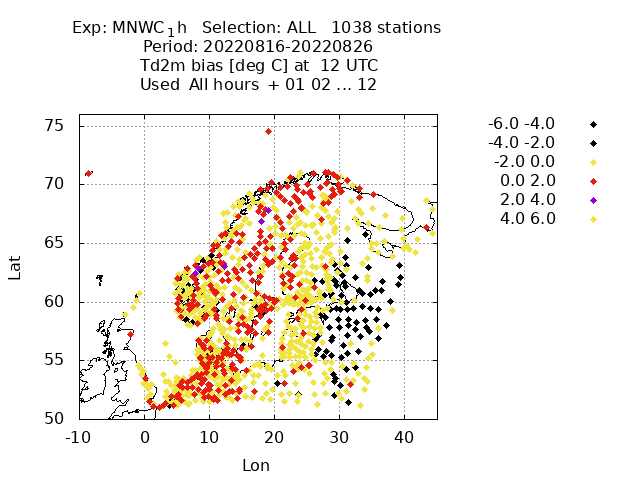 Exp: MNWC_1h   Selection: ALL   1038 stations
Period: 20220816-20220826
Td2m bias [deg C] at  12 UTC
Used  All hours  + 01 02 ... 12
-6.0 -4.0
-4.0 -2.0
-2.0 0.0
0.0 2.0
2.0 4.0
4.0 6.0
75
70
65
60
55
50
Lat
-10 0 10 20 30 40
Lon